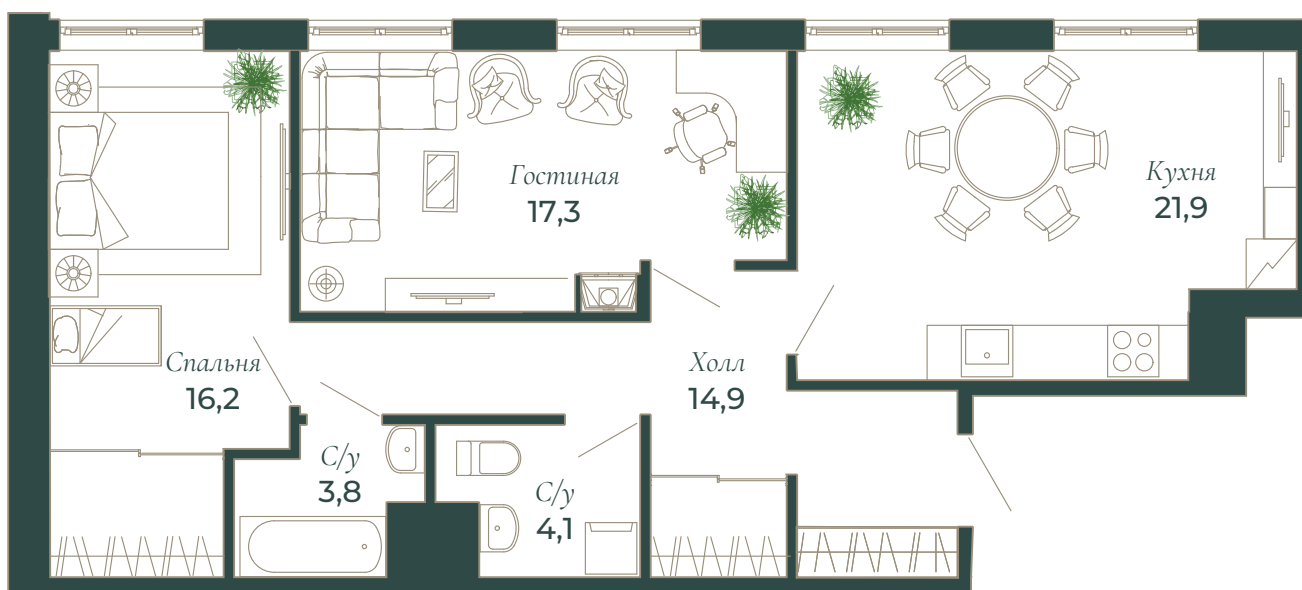 Гостиная
17,3
Кухня
21,9
Спальня
16,2
Холл
14,9
С/у
3,8
С/у
4,1